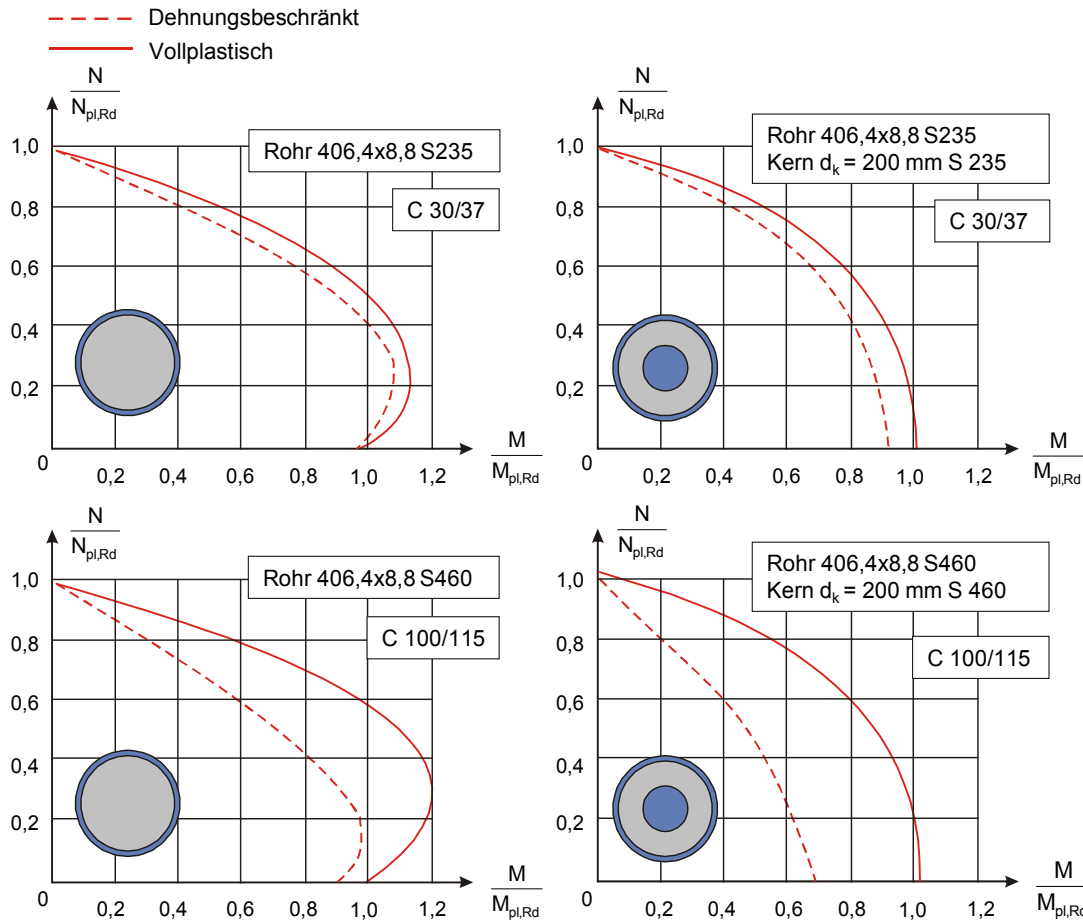 Dehnungsbeschränkt
Vollplastisch
N
N_pl,Rd
1,0
0,8
0,6
0,4
0,2
0
0,2
0,4
0,6
0,8
1,0
1,2
M
M_pl,Rd
Rohr 406,4x8,8 S235
C 30/37
N
N_pl,Rd
1,0
0,8
0,6
0,4
0,2
0
0,2
0,4
0,6
0,8
1,0
1,2
M
M_pl,Rd
Rohr 406,4x8,8 S235
Kern d_k = 200 mm S 235
C 30/37
N
N_pl,Rd
1,0
0,8
0,6
0,4
0,2
0
0,2
0,4
0,6
0,8
1,0
1,2
M
M_pl,Rd
Rohr 406,4x8,8 S460
C 100/115
N
N_pl,Rd
1,0
0,8
0,6
0,4
0,2
0
0,2
0,4
0,6
0,8
1,0
1,2
M
M_pl,Rd
Rohr 406,4x8,8 S460
Kern d_k = 200 mm S 460
C 100/115